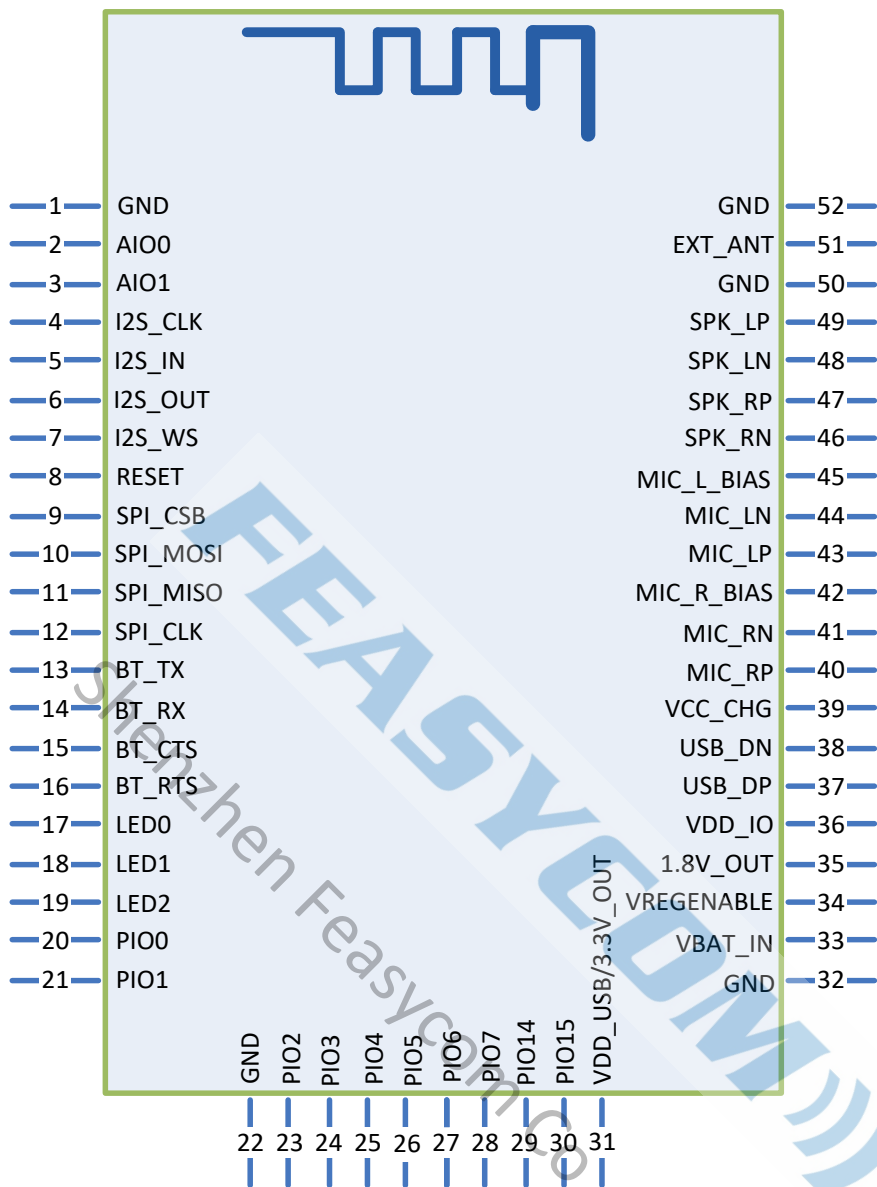 1 GND
2 AIO0
3 AIO1
4 I2S_CLK
5 I2S_IN
6 I2S_OUT
7 I2S_WS
8 RESET
9 SPI_CSB
10 SPI_MOSI
11 SPI_MISO
12 SPI_CLK
13 BT_TX
14 BT_RX
15 BT_CTS
16 BT_RTS
17 LED0
18 LED1
19 LED2
20 PIO0
21 PIO1
GND 52
EXT_ANT 51
GND 50
SPK_LP 49
SPK_LN 48
SPK_RP 47
SPK_RN 46
MIC_L_BIAS 45
MIC_LN 44
MIC_LP 43
MIC_R_BIAS 42
MIC_RN 41
MIC_RP 40
VCC_CHG 39
USB_DN 38
USB_DP 37
VDD_IO 36
1.8V_OUT 35
VREGENABLE 34
VBAT_IN 33
GND 32
GND 22
PIO2 23
PIO3 24
PIO4 25
PIO5 26
PIO6 27
PIO7 28
PIO14 29
PIO15 30
VDD_USB/3.3V_OUT 31
FEASYCOM
Shenzhen Feasycom Co